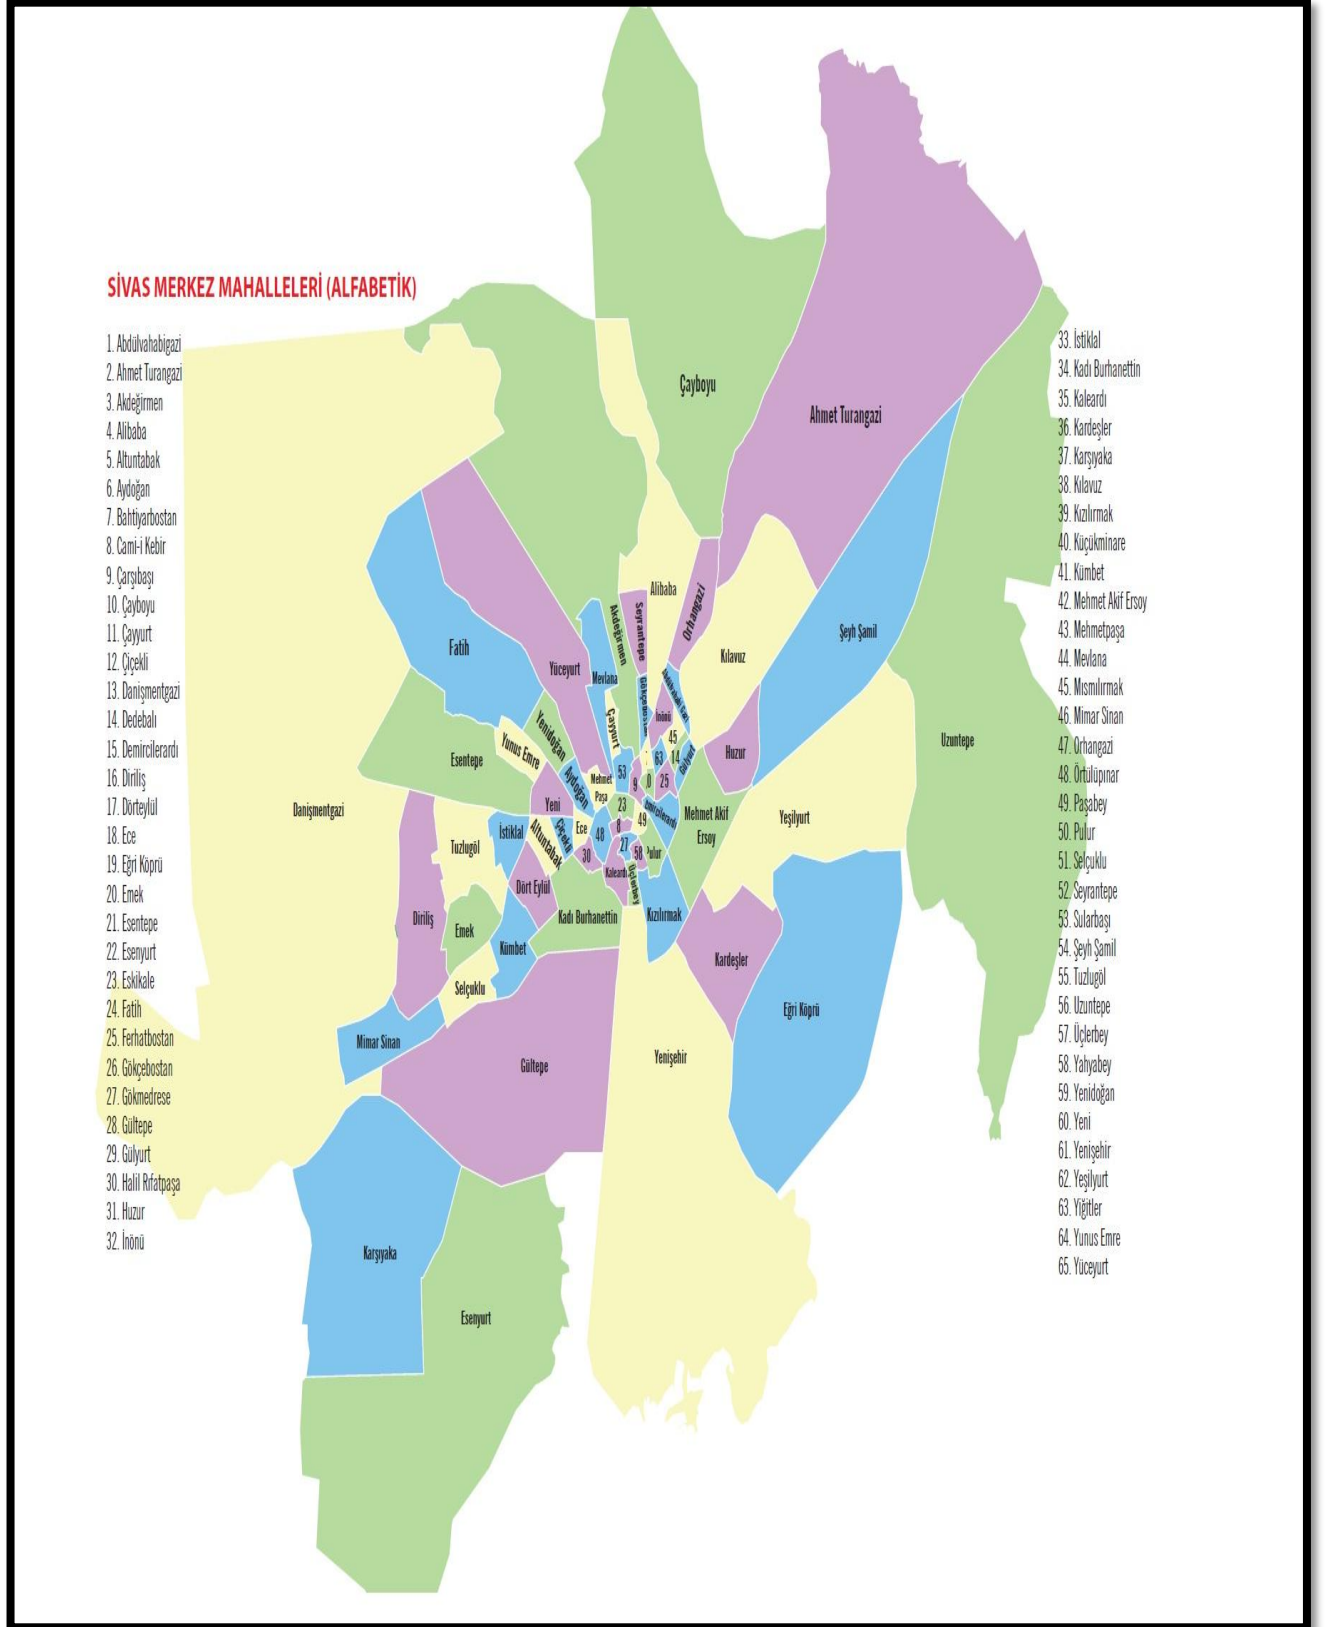 SİVAS MERKEZ MAHALLELERİ (ALFABETİK)
1. Abdülvahabigazi
2. Ahmet Turangazi
3. Akdeğirmen
4. Alibaba
5. Altuntabak
6. Aydoğan
7. Bahtiyarbostan
8. Cami-i Kebir
9. Çarşıbaşı
10. Çayboyu
11. Çayyurt
12. Çiçekli
13. Danişmentgazi
14. Dedebalı
15. Demircilerardı
16. Diriliş
17. Dörteylül
18. Ece
19. Eğri Köprü
20. Emek
21. Esentepe
22. Esenyurt
23. Eskikale
24. Fatih
25. Ferhatbostan
26. Gökçebostan
27. Gökmedrese
28. Gültepe
29. Gülyurt
30. Halil Rıfatpaşa
31. Huzur
32. İnönü
33. İstiklal
34. Kadı Burhanettin
35. Kaleardı
36. Kardeşler
37. Karşıyaka
38. Kılavuz
39. Kızılırmak
40. Küçükminare
41. Kümbet
42. Mehmet Akif Ersoy
43. Mehmetpaşa
44. Mevlana
45. Mısmılırmak
46. Mimar Sinan
47. Orhangazi
48. Örtülüpınar
49. Paşabey
50. Pulur
51. Selçuklu
52. Seyrantepe
53. Sularbaşı
54. Şeyh Şamil
55. Tuzlugöl
56. Uzuntepe
57. Üçlerbey
58. Yahyabey
59. Yenidoğan
60. Yeni
61. Yenişehir
62. Yeşilyurt
63. Yiğitler
64. Yunus Emre
65. Yüceyurt
Çayboyu
Ahmet Turangazi
Alibaba
Orhangazi
Akdeğirmen
Seyrantepe
Şeyh Şamil
Fatih
Kılavuz
Yüceyurt
Mevlana
İnönü
Çayyurt
45
Yenidoğan
Uzuntepe
Yunus Emre
Huzur
63
14
Gülyurt
Esentepe
Aydoğan
53
Mehmet
Paşa
9
25
Yeni
23
Danişmentgazi
Mehmet Akif
Ersoy
Yeşilyurt
49
8
İstiklal
Altuntabak
Çiçekli
Ece
48
27
Tuzlugöl
30
58
Kaleardı
Üçlerbey
Dört Eylül
Diriliş
Kadı Burhanettin
Kızılırmak
Emek
Kümbet
Kardeşler
Selçuklu
Eğri Köprü
Mimar Sinan
Yenişehir
Gültepe
Karşıyaka
Esenyurt